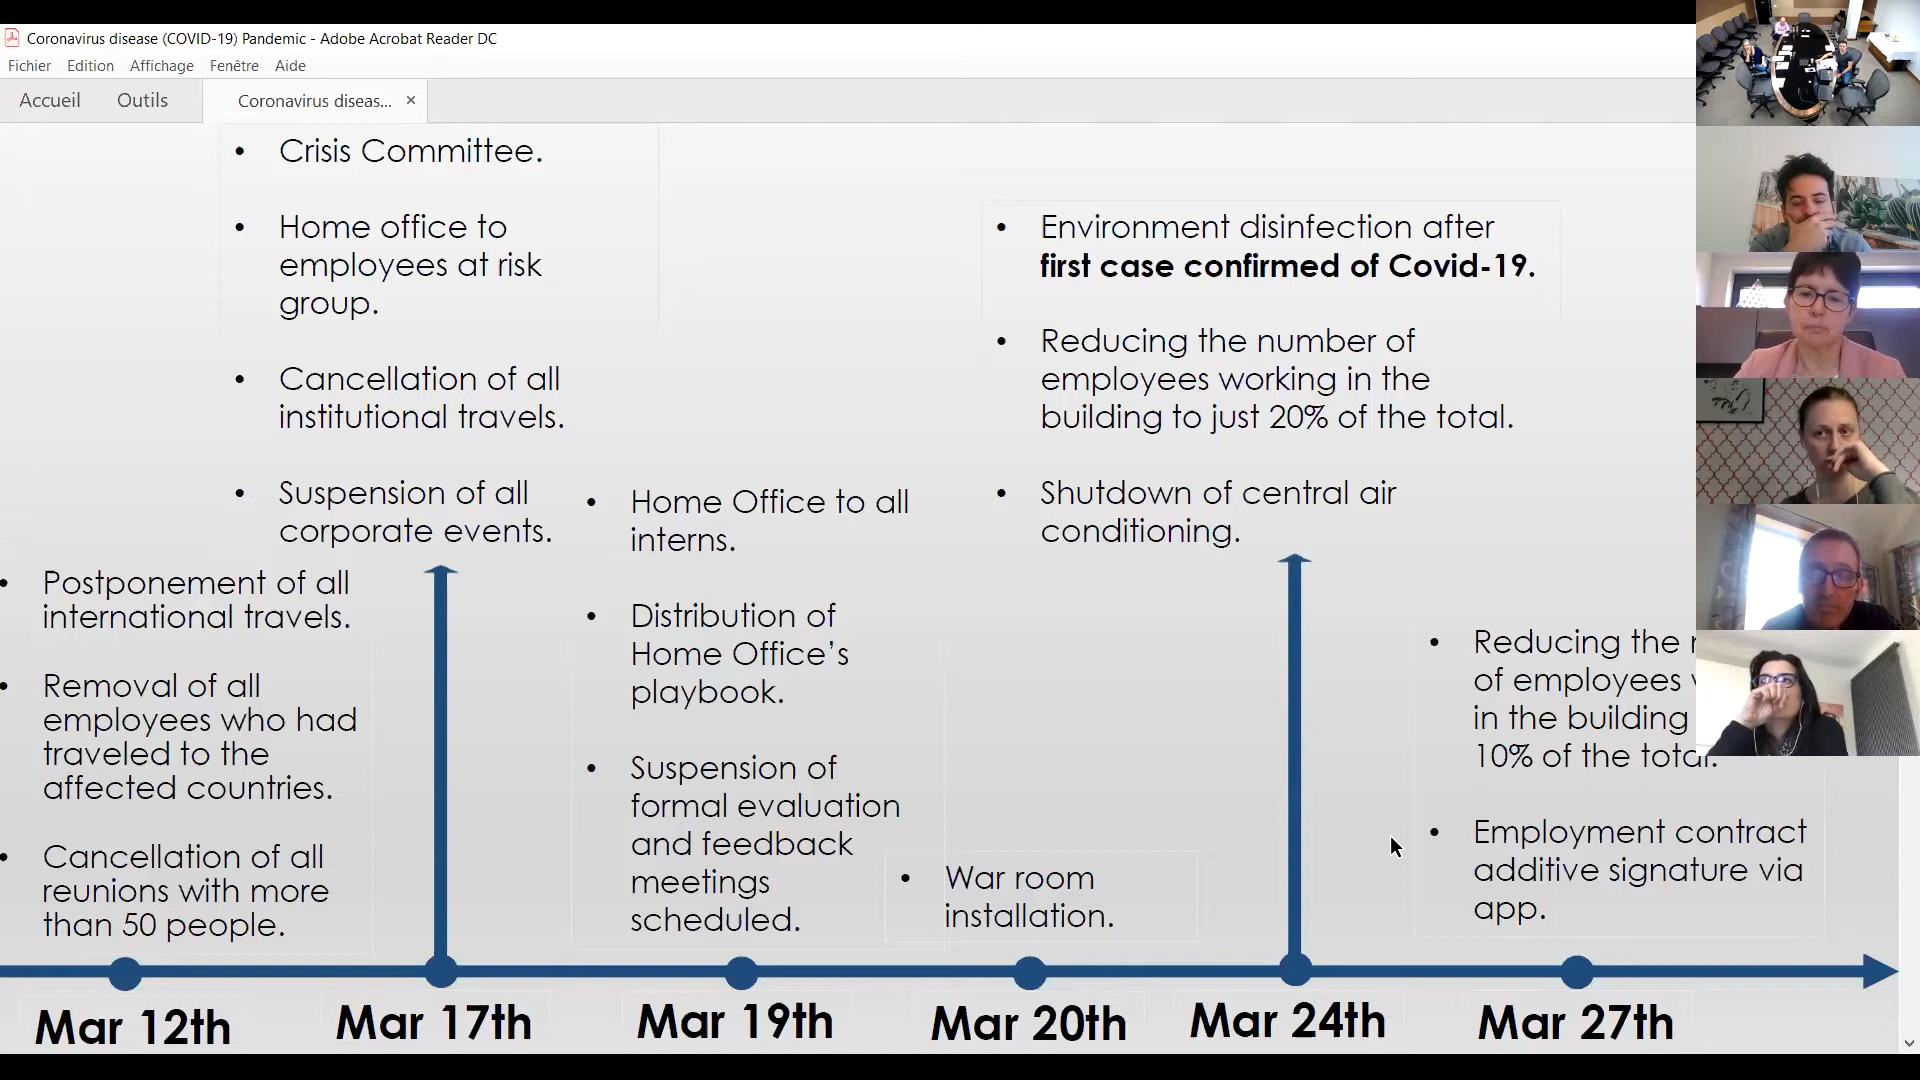 Coronavirus disease (COVID-19) Pandemic - Adobe Acrobat Reader DC
Fichier Edition Affichage Fenêtre Aide
Accueil Outils Coronavirus diseas... ×
• Crisis Committee.
• Home office to
employees at risk
group.
• Cancellation of all
institutional travels.
• Suspension of all
corporate events.
• Environment disinfection after
first case confirmed of Covid-19.
• Reducing the number of
employees working in the
building to just 20% of the total.
• Shutdown of central air
conditioning.
• Postponement of all
international travels.
• Removal of all
employees who had
traveled to the
affected countries.
• Cancellation of all
reunions with more
than 50 people.
• Home Office to all
interns.
• Distribution of
Home Office’s
playbook.
• Suspension of
formal evaluation
and feedback
meetings
scheduled.
• War room
installation.
• Reducing the
of employees
in the building
10% of the total.
• Employment contract
additive signature via
app.
Mar 12th Mar 17th Mar 19th Mar 20th Mar 24th Mar 27th